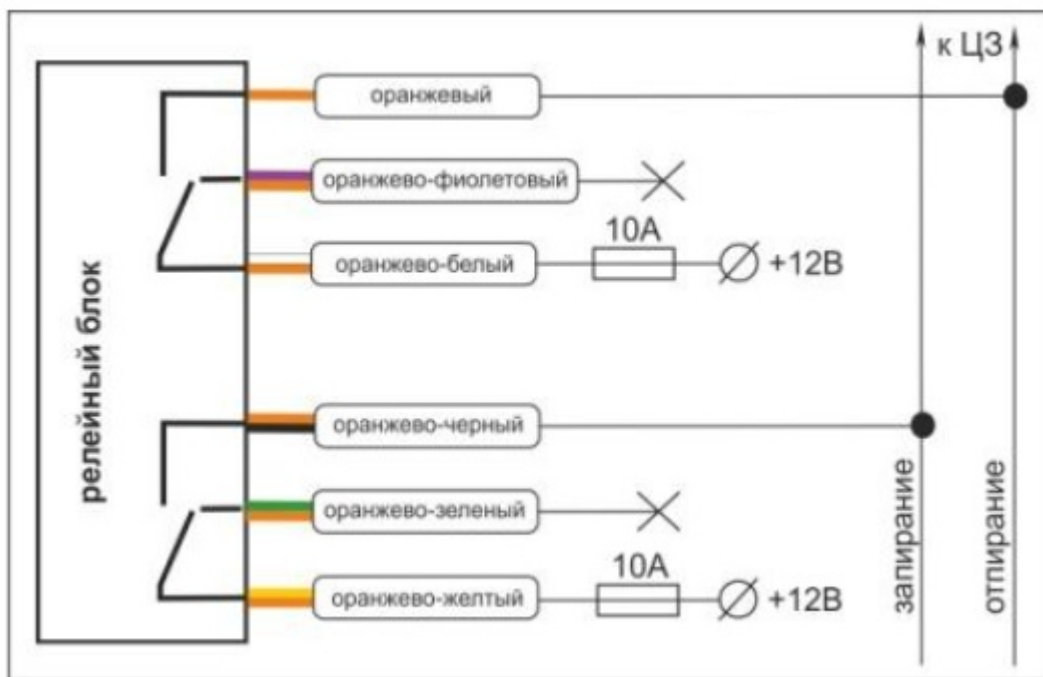 к ЦЗ
оранжевый
оранжево-фиолетовый
10А
оранжево-белый
+12В
релейный блок
оранжево-черный
запирание
отпирание
оранжево-зеленый
10А
оранжево-желтый
+12В